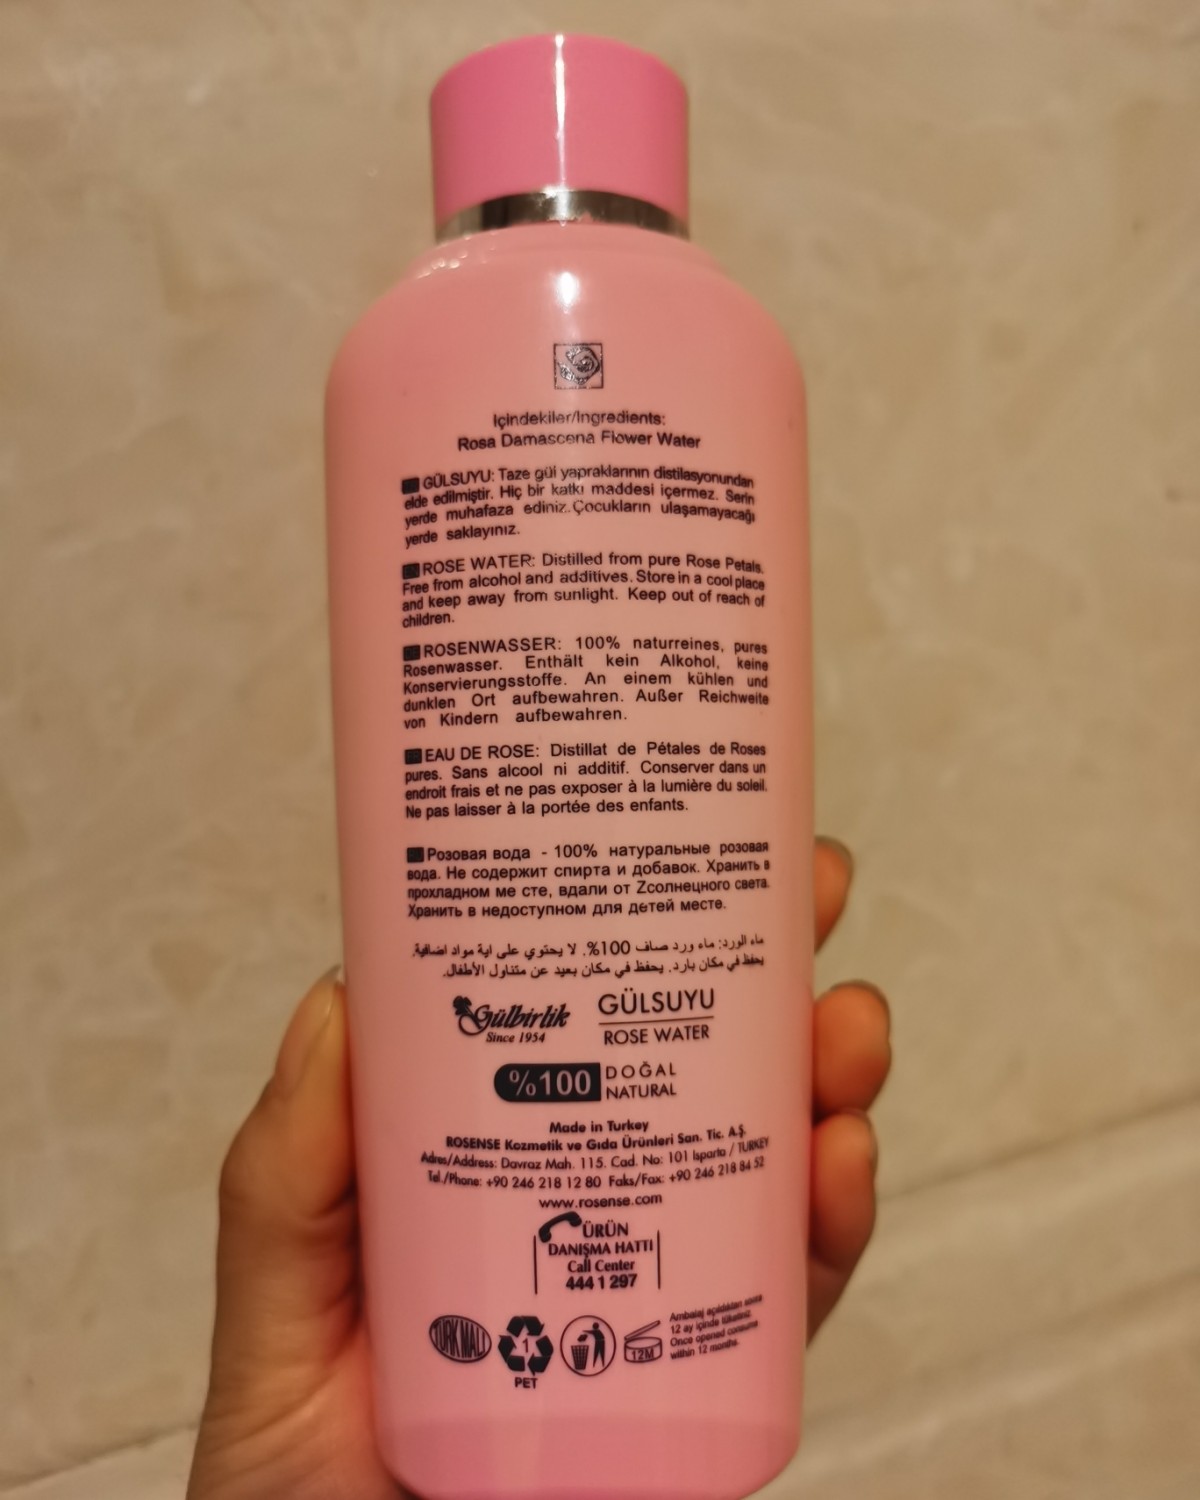 İçindekiler/Ingredients:
Rosa Damascena Flower Water
GÜLSUYU: Taze gül yapraklarının distilasyonundan
elde edilmiştir. Hiç bir katkı maddesi içermez. Serin
yerde muhafaza ediniz. Çocukların ulaşamayacağı
yerde saklayınız.
ROSE WATER: Distilled from pure Rose Petals.
Free from alcohol and additives. Store in a cool place
and keep away from sunlight. Keep out of reach of
children.
ROSENWASSER: 100% naturreines, pures
Rosenwasser. Enthält kein Alkohol, keine
Konservierungsstoffe. An einem kühlen und
dunklen Ort aufbewahren. Außer Reichweite
von Kindern aufbewahren.
EAU DE ROSE: Distillat de Pétales de Roses
pures. Sans alcool ni additif. Conserver dans un
endroit frais et ne pas exposer à la lumière du soleil.
Ne pas laisser à la portée des enfants.
Розовая вода - 100% натуральные розовая
вода. Не содержит спирта и добавок. Хранить в
прохладном ме сте, вдали от Zсолнецного света.
Хранить в недоступном для детей месте.
ماء الورد: ماء ورد صاف 100%. لا يحتوي على اية مواد اضافية.
يحفظ في مكان بارد. يحفظ في مكان بعيد عن متناول الأطفال.
Gülbirlik
Since 1954
GÜLSUYU
ROSE WATER
%100 DOĞAL
NATURAL
Made in Turkey
ROSENSE Kozmetik ve Gıda Ürünleri San. Tic. A.Ş.
Adres/Address: Davraz Mah. 115. Cad. No: 101 Isparta / TURKEY
Tel./Phone: +90 246 218 12 80 Faks/Fax: +90 246 218 84 52
www.rosense.com
ÜRÜN
DANIŞMA HATTI
Call Center
444 1 297
TÜRK MALI
1
PET
12M
Ambalaj açıldıktan sonra
12 ay içinde tüketiniz.
Once opened consume
within 12 months.